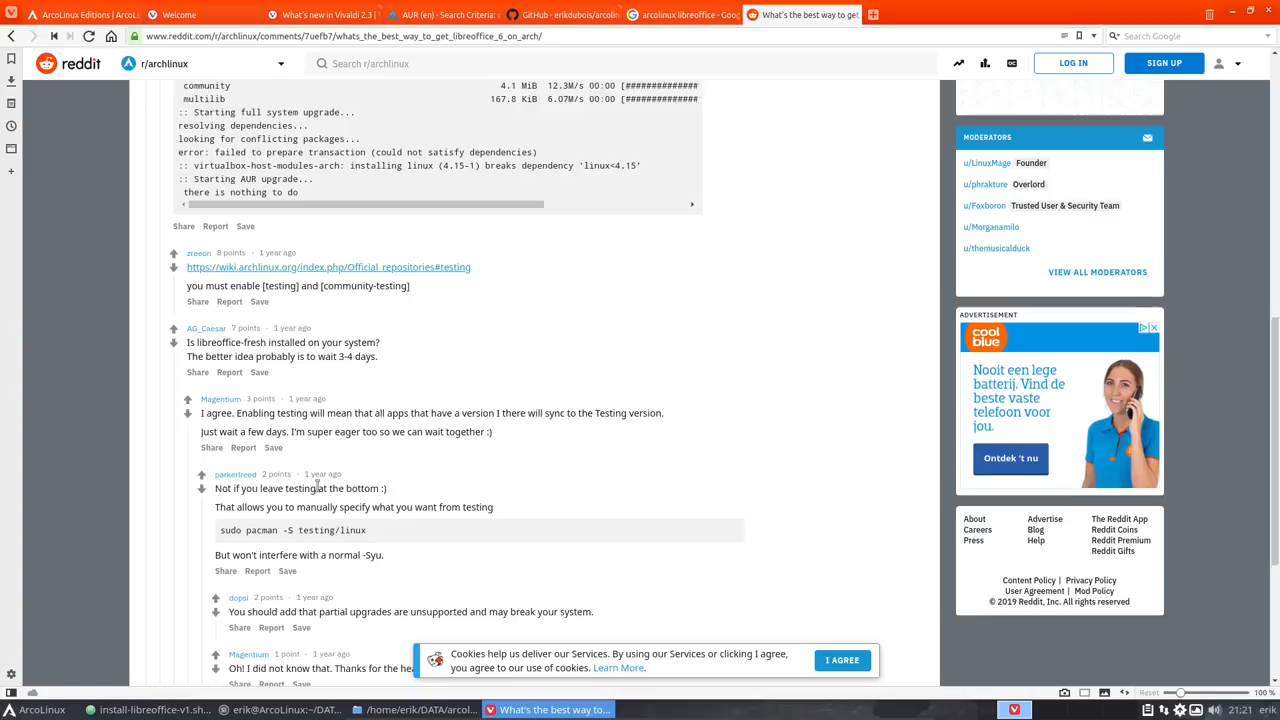 ArcoLinux Editions | ArcoLi
Welcome
What's new in Vivaldi 2.3 |
AUR (en) - Search Criteria:
GitHub - erikdubois/arcolin
arcolinux libreoffice - Goog
What's the best way to get
www.reddit.com/r/archlinux/comments/7uefb7/whats_the_best_way_to_get_libreoffice_6_on_arch/
Search Google
reddit
r/archlinux
Search r/archlinux
LOG IN
SIGN UP
community 4.1 MiB 12.3M/s 00:00 [##############
multilib 167.8 KiB 6.07M/s 00:00 [##############
:: Starting full system upgrade...
resolving dependencies...
looking for conflicting packages...
error: failed to prepare transaction (could not satisfy dependencies)
:: virtualbox-host-modules-arch: installing linux (4.15-1) breaks dependency 'linux<4.15'
:: Starting AUR upgrade...
there is nothing to do
Share Report Save
zreeon 8 points · 1 year ago
https://wiki.archlinux.org/index.php/Official_repositories#testing
you must enable [testing] and [community-testing]
Share Report Save
AG_Caesar 7 points · 1 year ago
Is libreoffice-fresh installed on your system?
The better idea probably is to wait 3-4 days.
Share Report Save
Magentium 3 points · 1 year ago
I agree. Enabling testing will mean that all apps that have a version I there will sync to the Testing version.
Just wait a few days. I'm super eager too so we can wait together :)
Share Report Save
parkerlreed 2 points · 1 year ago
Not if you leave testing at the bottom :)
That allows you to manually specify what you want from testing
sudo pacman -S testing/linux
But won't interfere with a normal -Syu.
Share Report Save
dopsi 2 points · 1 year ago
You should add that partial upgrades are unsupported and may break your system.
Share Report Save
Magentium 1 point · 1 year ago
Oh! I did not know that. Thanks for the hea
Share Report Save
MODERATORS
u/LinuxMage Founder
u/phrakture Overlord
u/Foxboron Trusted User & Security Team
u/Morganamilo
u/themusicalduck
VIEW ALL MODERATORS
ADVERTISEMENT
cool
blue
Nooit een lege
batterij. Vind de
beste vaste
telefoon voor
jou.
Ontdek 't nu
About Advertise The Reddit App
Careers Blog Reddit Coins
Press Help Reddit Premium
Reddit Gifts
Content Policy | Privacy Policy
User Agreement | Mod Policy
© 2019 Reddit, Inc. All rights reserved
Cookies help us deliver our Services. By using our Services or clicking I agree,
you agree to our use of cookies. Learn More.
I AGREE
Reset 100 %
ArcoLinux
install-libreoffice-v1.sh...
erik@ArcoLinux:~/DAT...
/home/erik/DATA/arcol...
What's the best way to...
21:21 erik